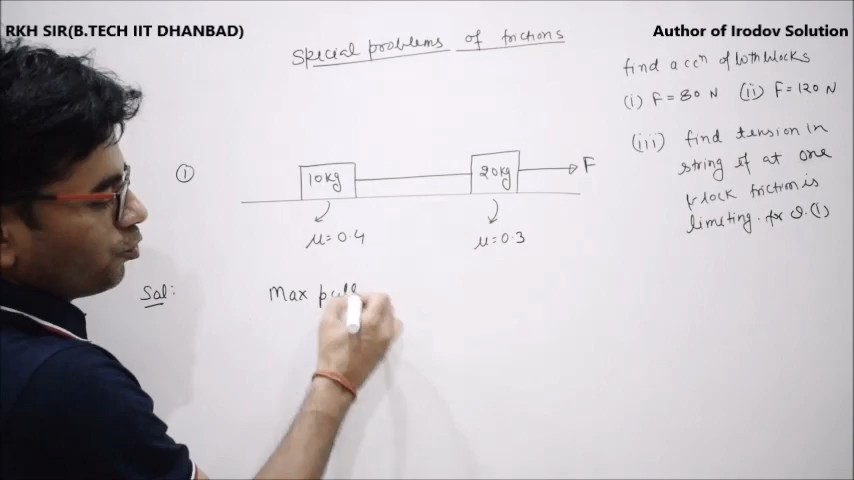 RKH SIR(B.TECH IIT DHANBAD)
Author of Irodov Solution
Special problems of frictions
find accn of both blocks
(i) F = 80 N (ii) F = 120 N
(iii) find tension in
string if at one
block friction is
limiting. for Q.(i)
①
10kg
20kg
F
μ=0.4
μ=0.3
Sol:
Max pull